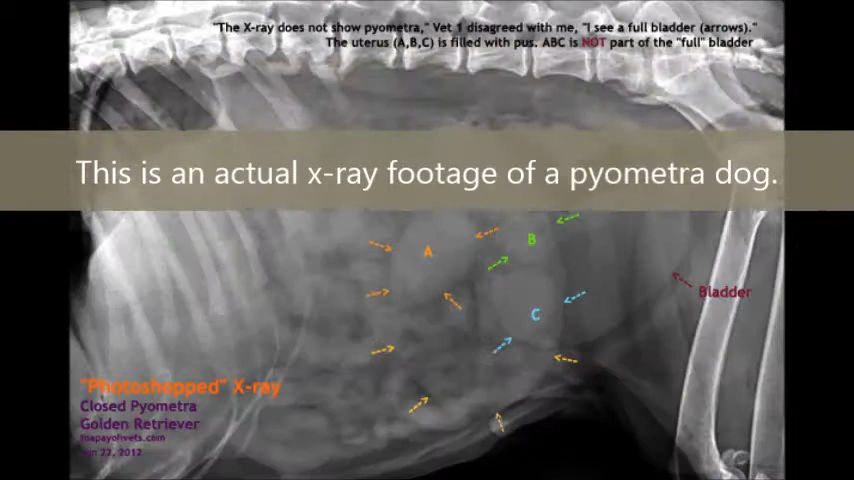 "The X-ray does not show pyometra," Vet 1 disagreed with me, "I see a full bladder (arrows)."
The uterus (A,B,C) is filled with pus. ABC is NOT part of the "full" bladder
This is an actual x-ray footage of a pyometra dog.
B
A
Bladder
C
"Photoshopped" X-ray
Closed Pyometra
Golden Retriever
toapayohvets.com
Jan 22, 2012